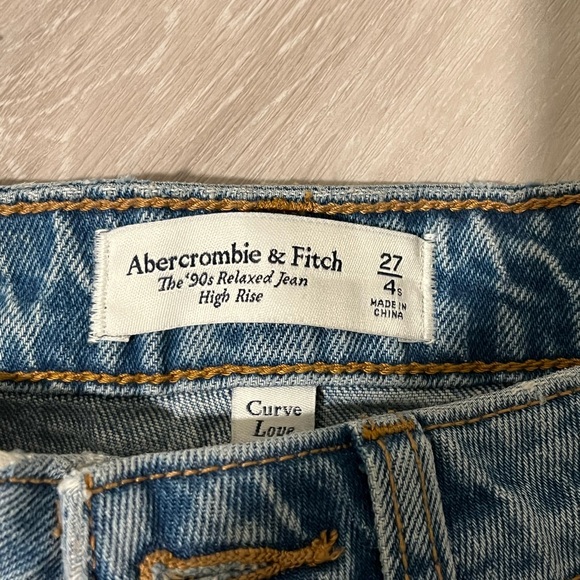 Abercrombie & Fitch
The '90s Relaxed Jean
High Rise
27
4s
MADE IN
CHINA
Curve
Love